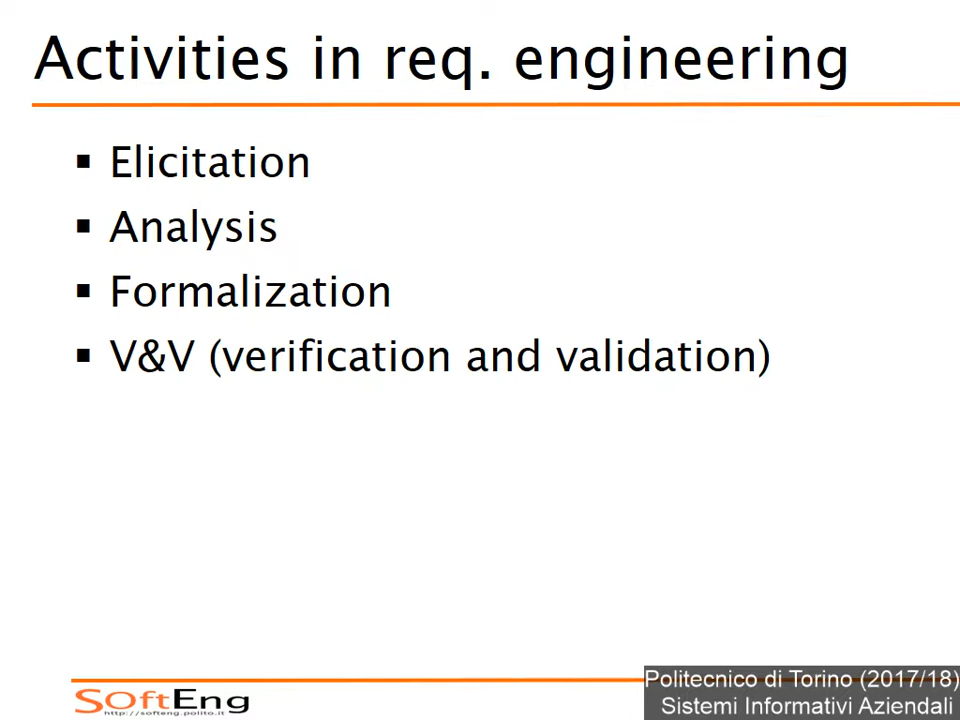 Activities in req. engineering
▪ Elicitation
▪ Analysis
▪ Formalization
▪ V&V (verification and validation)
SOftEng
http://softeng.polito.it
Politecnico di Torino (2017/18)
Sistemi Informativi Aziendali